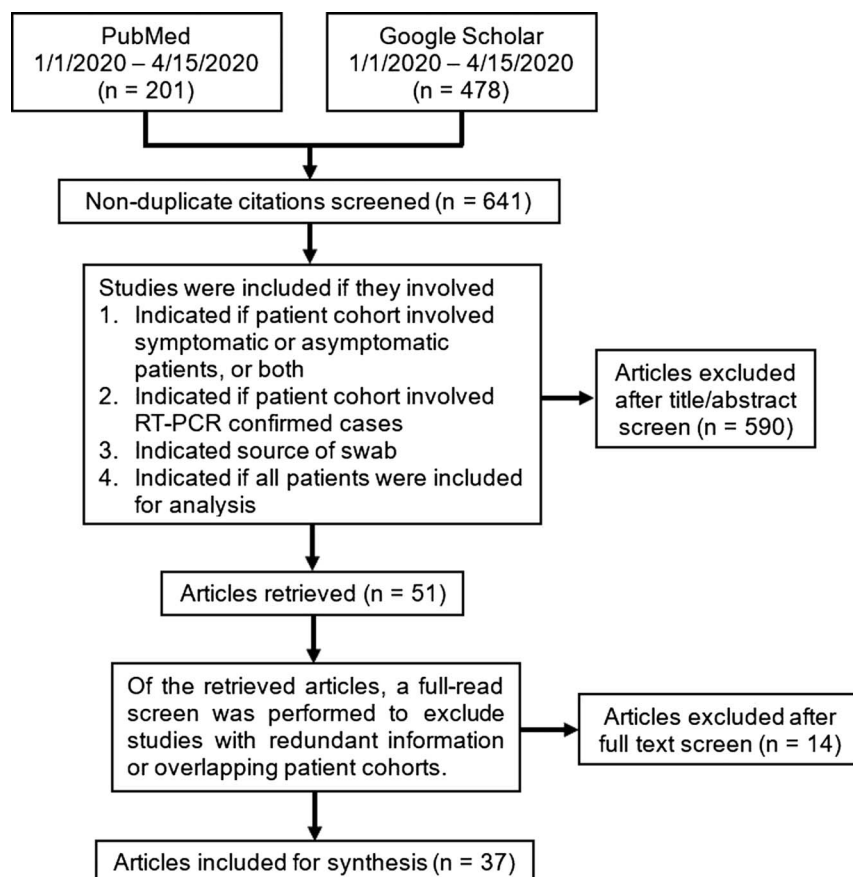 PubMed
1/1/2020 – 4/15/2020
(n = 201)
Google Scholar
1/1/2020 – 4/15/2020
(n = 478)
Non-duplicate citations screened (n = 641)
Studies were included if they involved
1. Indicated if patient cohort involved
symptomatic or asymptomatic
patients, or both
2. Indicated if patient cohort involved
RT-PCR confirmed cases
3. Indicated source of swab
4. Indicated if all patients were included
for analysis
Articles excluded
after title/abstract
screen (n = 590)
Articles retrieved (n = 51)
Of the retrieved articles, a full-read
screen was performed to exclude
studies with redundant information
or overlapping patient cohorts.
Articles excluded after
full text screen (n = 14)
Articles included for synthesis (n = 37)